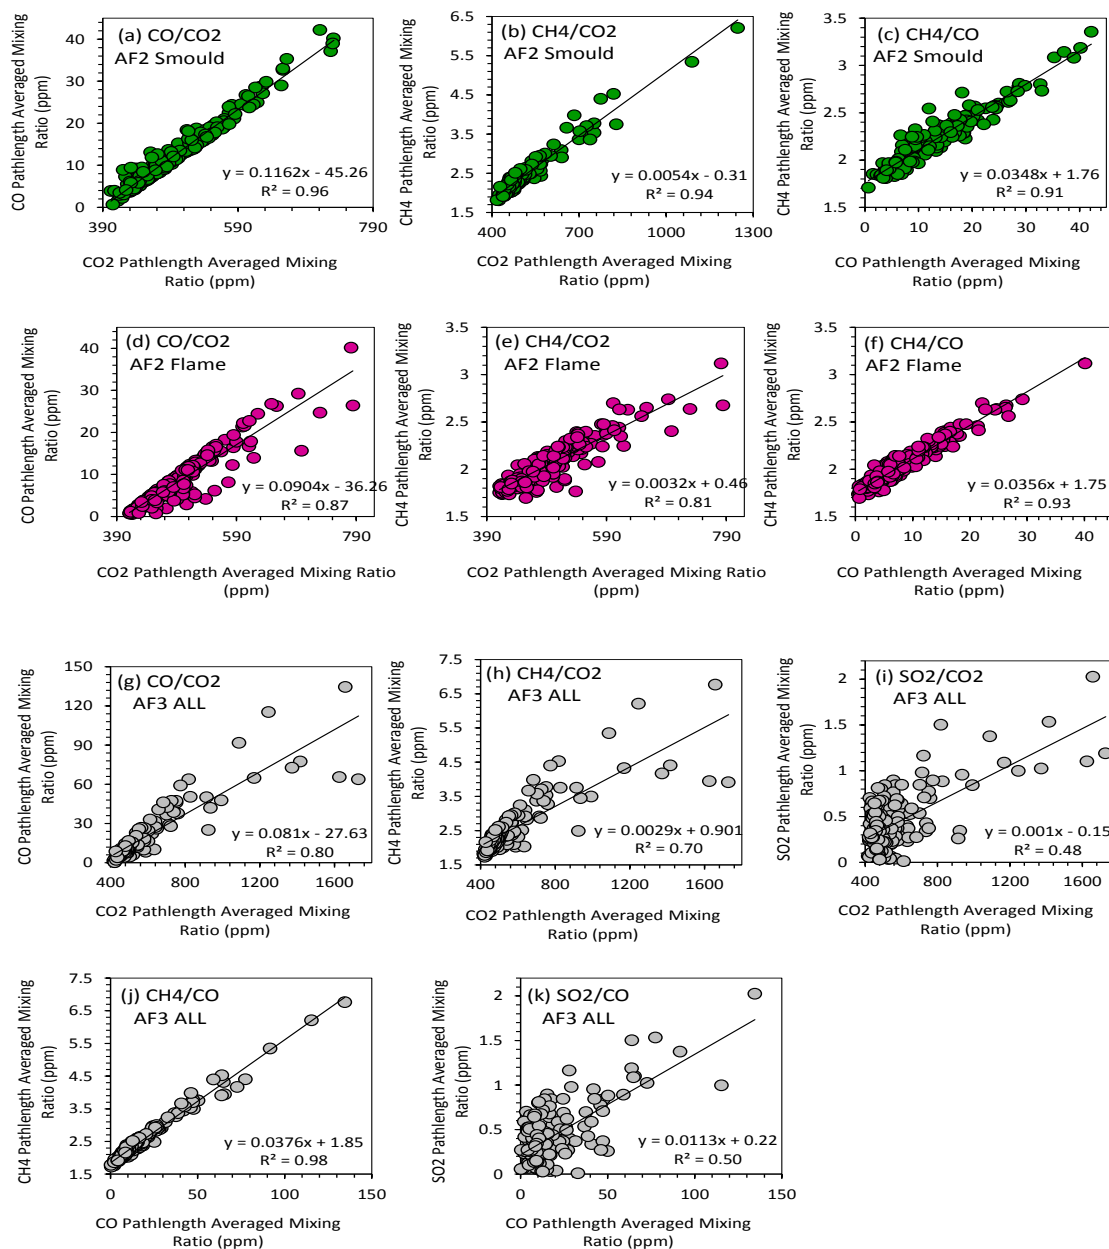 (a) CO/CO2
AF2 Smould
CO Pathlength Averaged Mixing
Ratio (ppm)
40
30
20
10
0
y = 0.1162x - 45.26
R² = 0.96
390
590
790
CO2 Pathlength Averaged Mixing
Ratio (ppm)
(b) CH4/CO2
AF2 Smould
CH4 Pathlength Averaged Mixing
Ratio (ppm)
6.5
5.5
4.5
3.5
2.5
1.5
y = 0.0054x - 0.31
R² = 0.94
400
700
1000
1300
CO2 Pathlength Averaged Mixing
Ratio (ppm)
(c) CH4/CO
AF2 Smould
CH4 Pathlength Averaged Mixing
Ratio (ppm)
3.5
3
2.5
2
1.5
y = 0.0348x + 1.76
R² = 0.91
0
10
20
30
40
CO Pathlength Averaged Mixing
Ratio (ppm)
(d) CO/CO2
AF2 Flame
CO Pathlength Averaged Mixing
Ratio (ppm)
40
30
20
10
0
y = 0.0904x - 36.26
R² = 0.87
390
590
790
CO2 Pathlength Averaged Mixing Ratio
(ppm)
(e) CH4/CO2
AF2 Flame
CH4 Pathlength Averaged Mixing
Ratio (ppm)
3.5
3
2.5
2
1.5
y = 0.0032x + 0.46
R² = 0.81
390
590
790
CO2 Pathlength Averaged Mixing Ratio
(ppm)
(f) CH4/CO
AF2 Flame
CH4 Pathlength Averaged Mixing
Ratio (ppm)
3.5
3
2.5
2
1.5
y = 0.0356x + 1.75
R² = 0.93
0
10
20
30
40
CO Pathlength Averaged Mixing
Ratio (ppm)
(g) CO/CO2
AF3 ALL
CO Pathlength Averaged Mixing
Ratio (ppm)
150
120
90
60
30
0
y = 0.081x - 27.63
R² = 0.80
400
800
1200
1600
CO2 Pathlength Averaged Mixing
Ratio (ppm)
(h) CH4/CO2
AF3 ALL
CH4 Pathlength Averaged Mixing
Ratio (ppm)
7.5
6.5
5.5
4.5
3.5
2.5
1.5
y = 0.0029x + 0.901
R² = 0.70
400
800
1200
1600
CO2 Pathlength Averaged Mixing
Ratio (ppm)
(i) SO2/CO2
AF3 ALL
SO2 Pathlength Averaged Mixing
Ratio (ppm)
2
1.5
1
0.5
0
y = 0.001x - 0.15
R² = 0.48
400
800
1200
1600
CO2 Pathlength Averaged Mixing
Ratio (ppm)
(j) CH4/CO
AF3 ALL
CH4 Pathlength Averaged Mixing
Ratio (ppm)
7.5
6.5
5.5
4.5
3.5
2.5
1.5
y = 0.0376x + 1.85
R² = 0.98
0
50
100
150
CO Pathlength Averaged Mixing
Ratio (ppm)
(k) SO2/CO
AF3 ALL
SO2 Pathlength Averaged Mixing
Ratio (ppm)
2
1.5
1
0.5
0
y = 0.0113x + 0.22
R² = 0.50
0
50
100
150
CO Pathlength Averaged Mixing
Ratio (ppm)